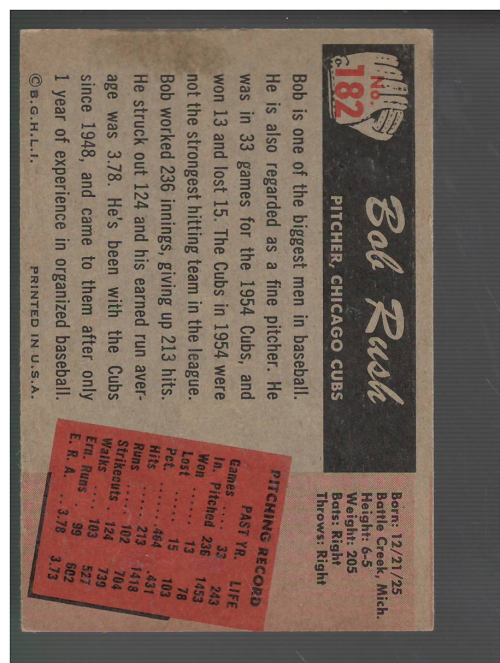 No.
182
Bob Rush
PITCHER, CHICAGO CUBS
Born: 12/21/25
Battle Creek, Mich.
Height: 6-5
Weight: 205
Bats: Right
Throws: Right
Bob is one of the biggest men in baseball.
He is also regarded as a fine pitcher. He
was in 33 games for the 1954 Cubs, and
won 13 and lost 15. The Cubs in 1954 were
not the strongest hitting team in the league.
Bob worked 236 innings, giving up 213 hits.
He struck out 124 and his earned run aver-
age was 3.78. He's been with the Cubs
since 1948, and came to them after only
1 year of experience in organized baseball.
© B.G.H.L.I. PRINTED IN U.S.A.
PITCHING RECORD
PAST YR. LIFE
Games ..... 33 243
In. Pitched 236 1453
Won ...... 13 78
Lost ...... 15 103
Pct. ..... .464 .431
Hits ..... 213 1418
Runs ..... 102 704
Strikeouts . 124 739
Walks .... 103 527
Ern. Runs . 99 602
E. R. A. .. 3.78 3.73